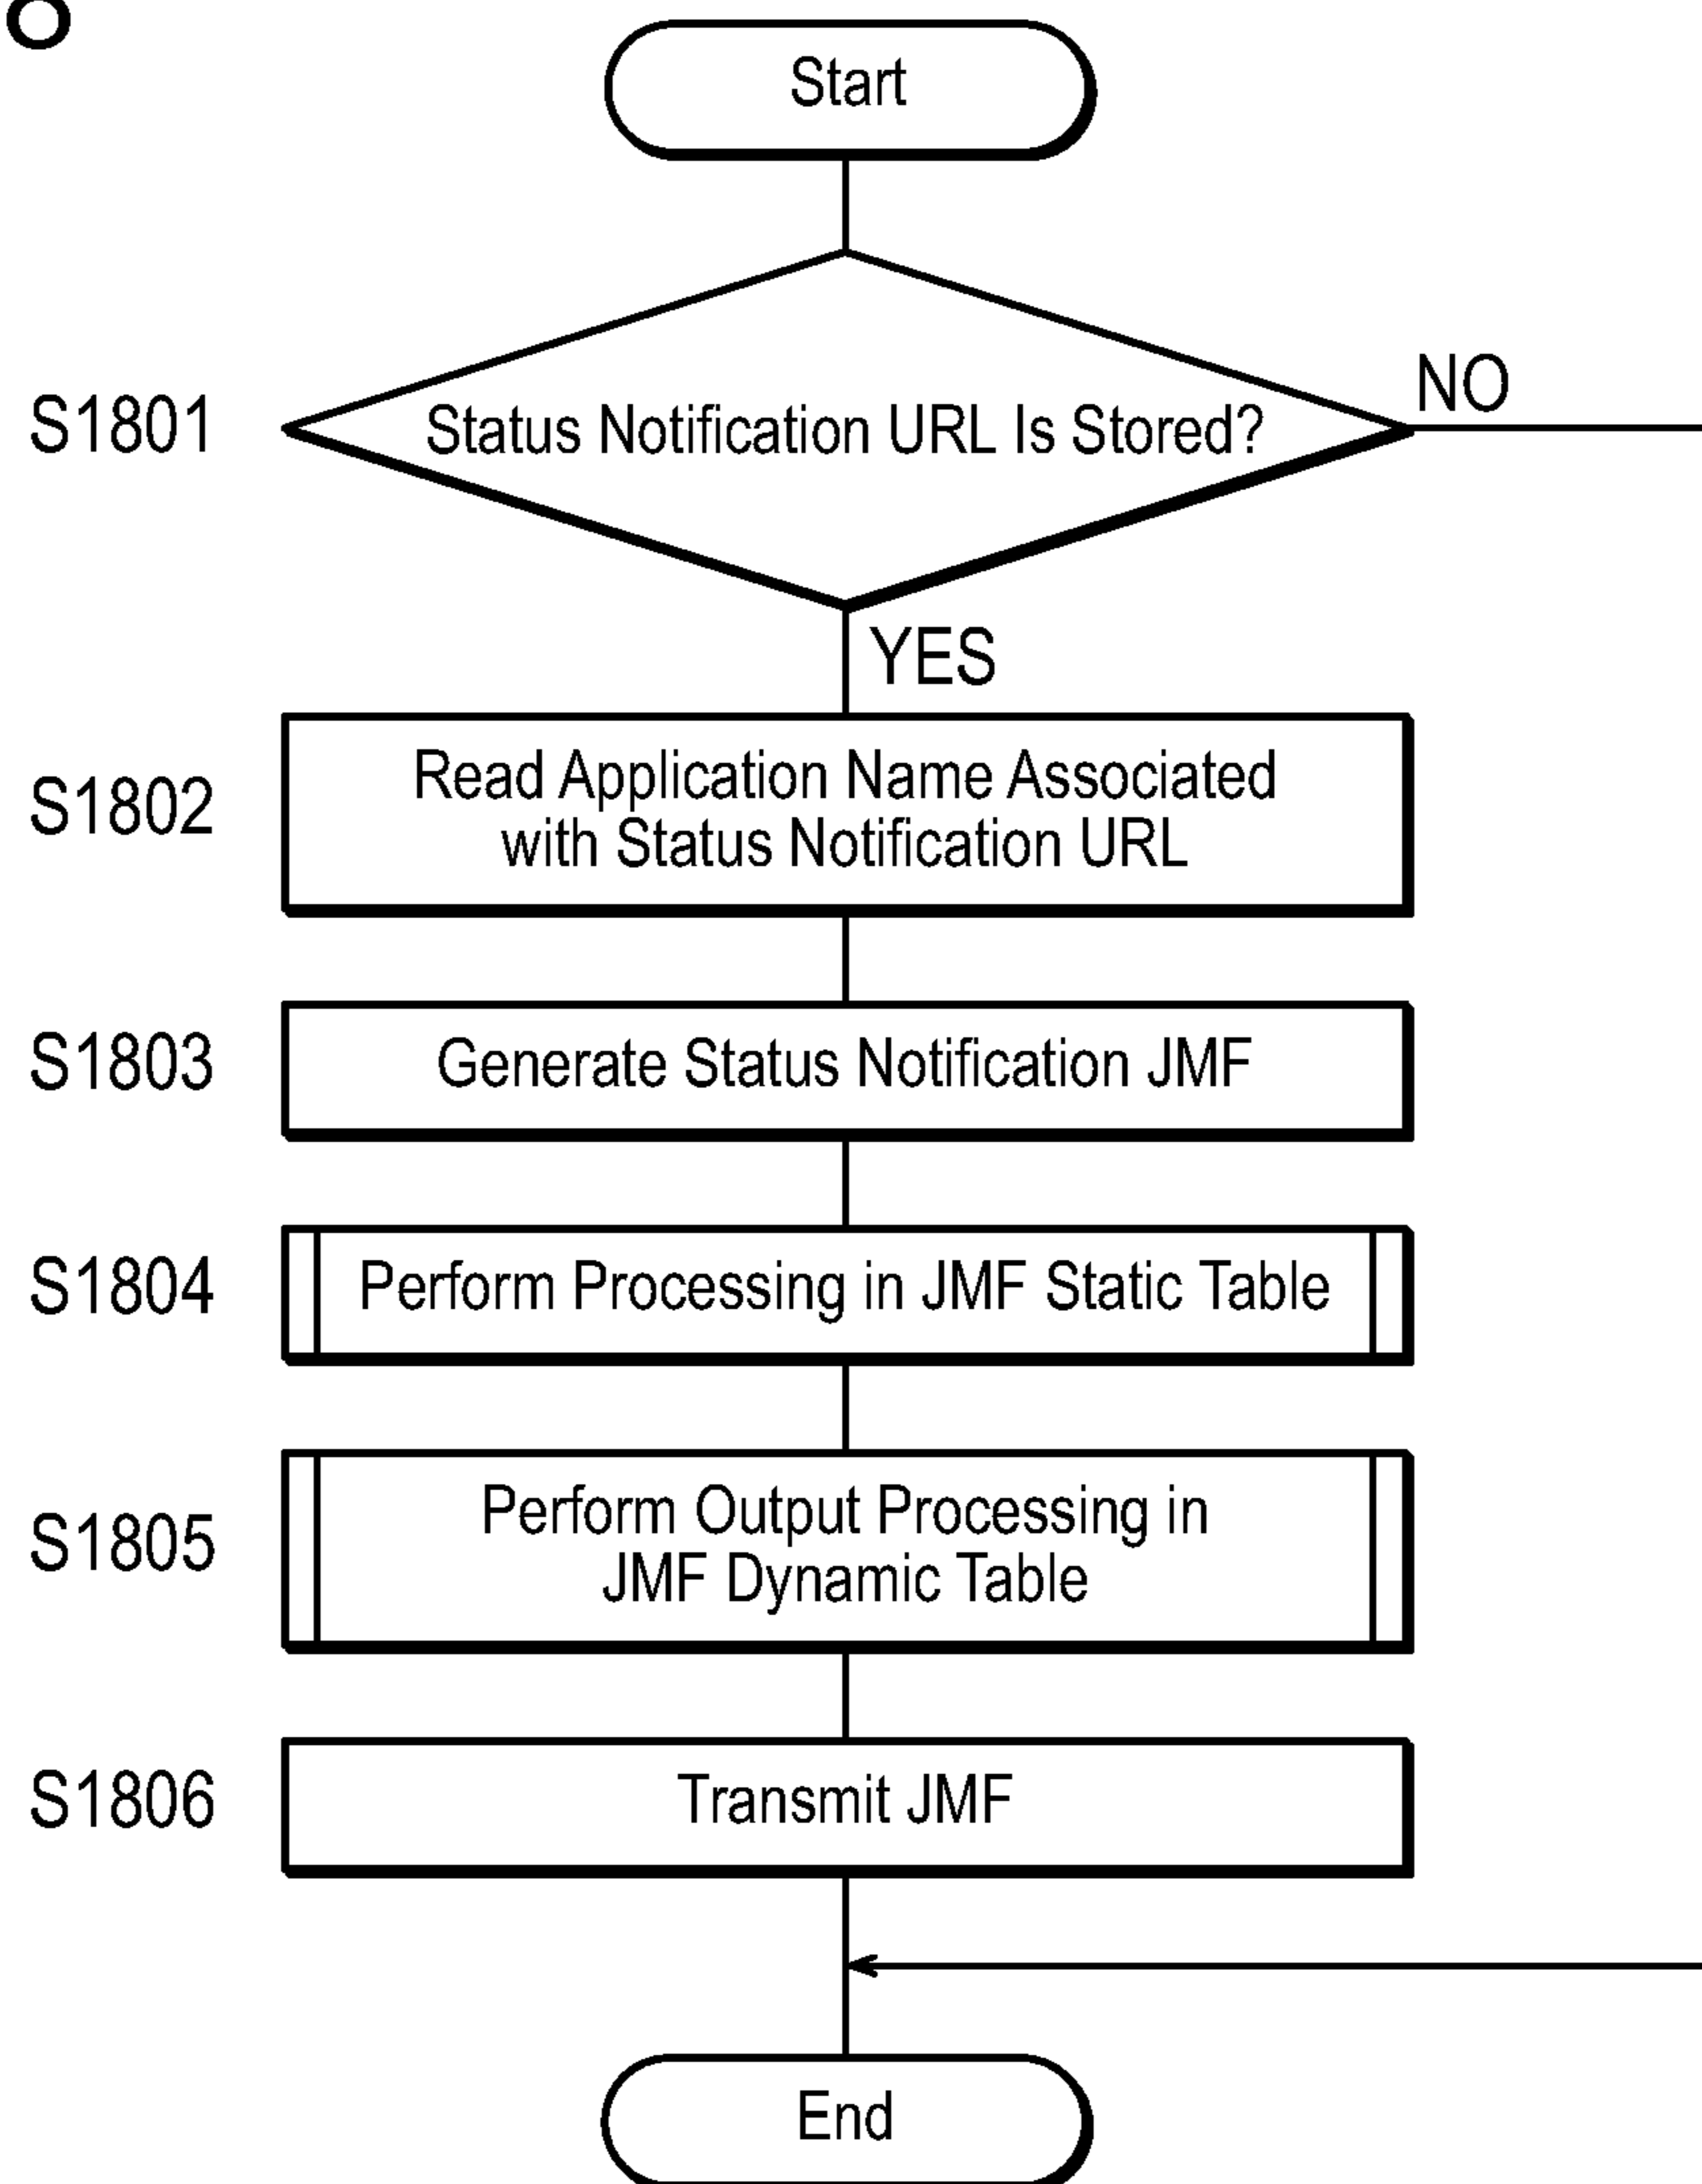 Start
S1801
Status Notification URL Is Stored?
NO
YES
S1802
Read Application Name Associated
with Status Notification URL
S1803
Generate Status Notification JMF
S1804
Perform Processing in JMF Static Table
S1805
Perform Output Processing in
JMF Dynamic Table
S1806
Transmit JMF
End